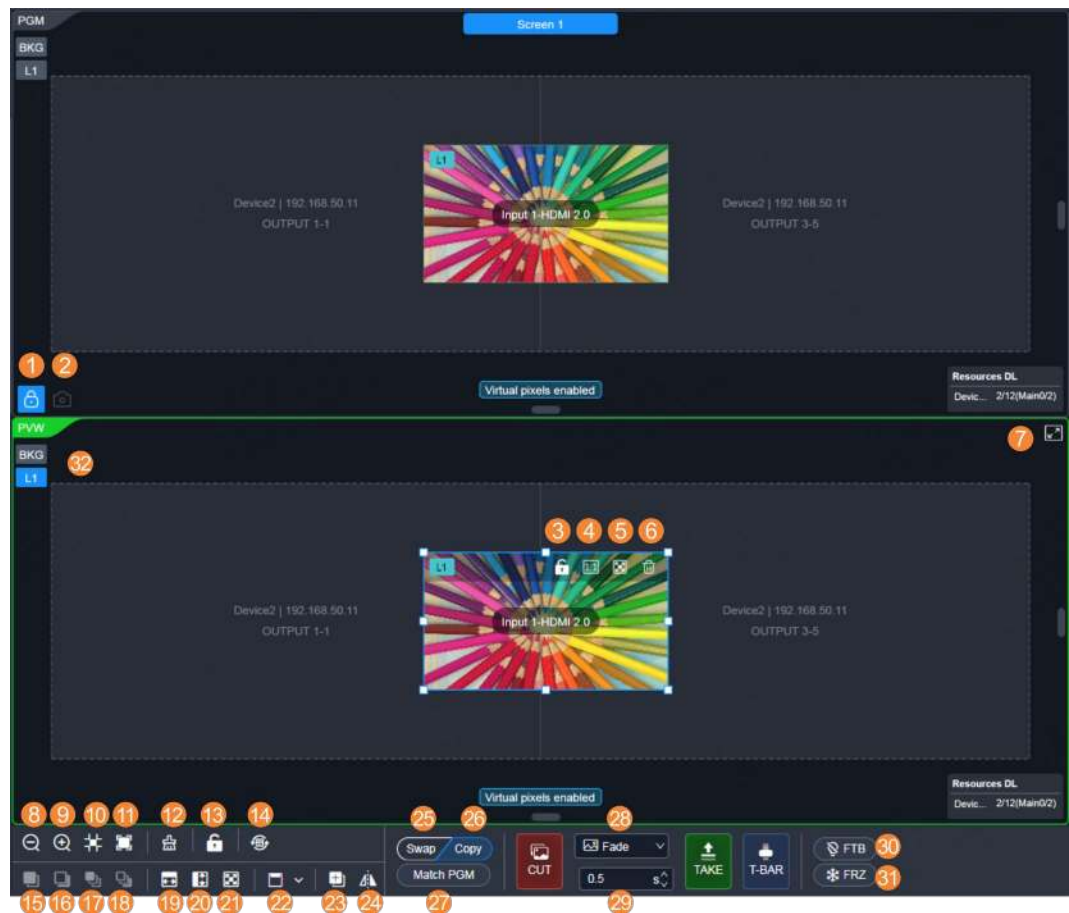 PGM
Screen 1
BKG
L1
L1
Input 1-HDMI 2.0
Device2 | 192.168.50.11
OUTPUT 1-1
Device2 | 192.168.50.11
OUTPUT 3-5
1 2
Virtual pixels enabled
Resources DL
Devic... 2/12(Main0/2)
PVW
7
BKG
32
L1
3 4 5 6
L1
1:1
Input 1-HDMI 2.0
Device2 | 192.168.50.11
OUTPUT 1-1
Device2 | 192.168.50.11
OUTPUT 3-5
Virtual pixels enabled
Resources DL
Devic... 2/12(Main0/2)
8 9 10 11 12 13 14
25 26 28
Swap Copy
Fade
FTB 30
CUT
TAKE
T-BAR
Match PGM
0.5 s
FRZ 31
15 16 17 18 19 20 21 22 23 24 27 29